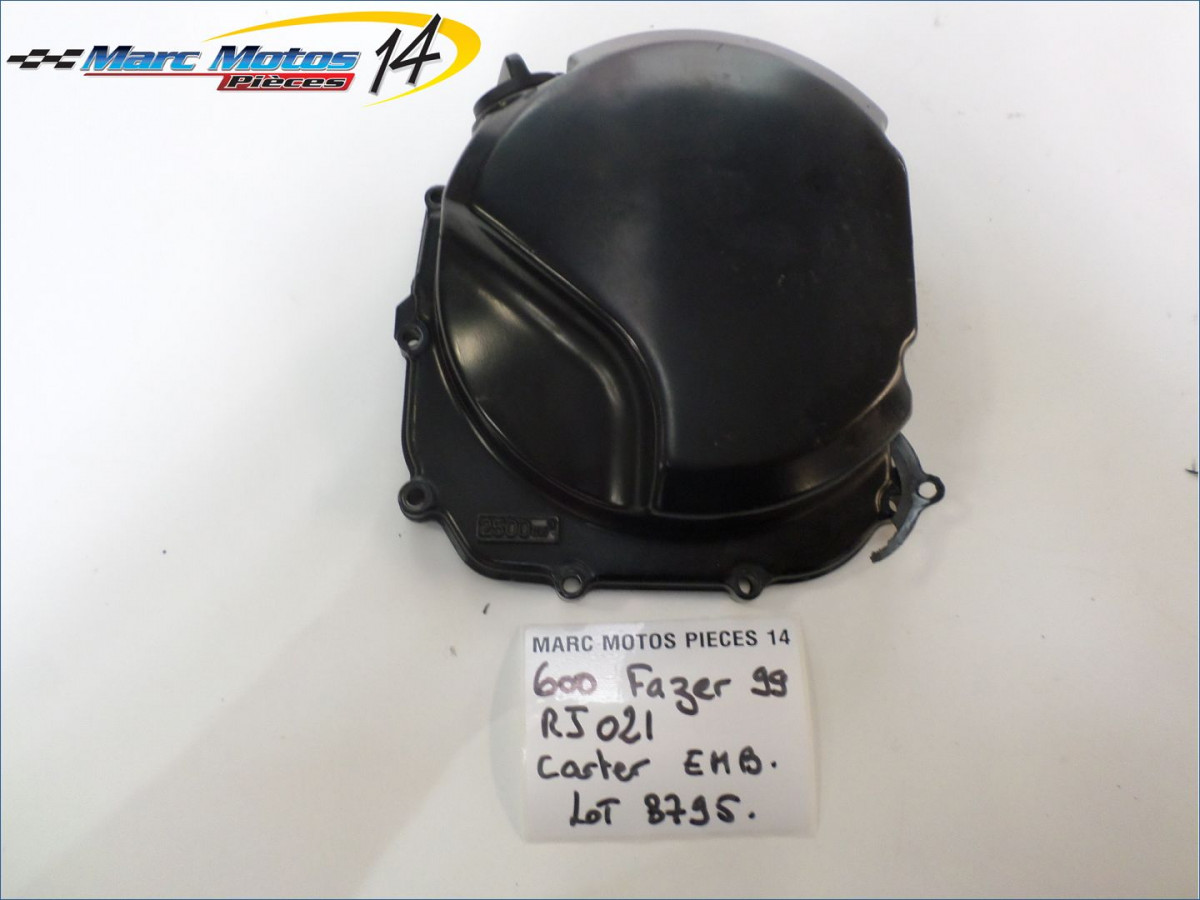 Marc Motos 14
Pièces
MARC MOTOS PIECES 14
600 Fazer 99
RJ021
Carter EMB.
LOT 8795.